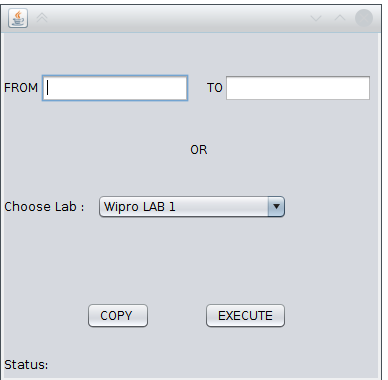 FROM TO
OR
Choose Lab : Wipro LAB 1
COPY EXECUTE
Status: